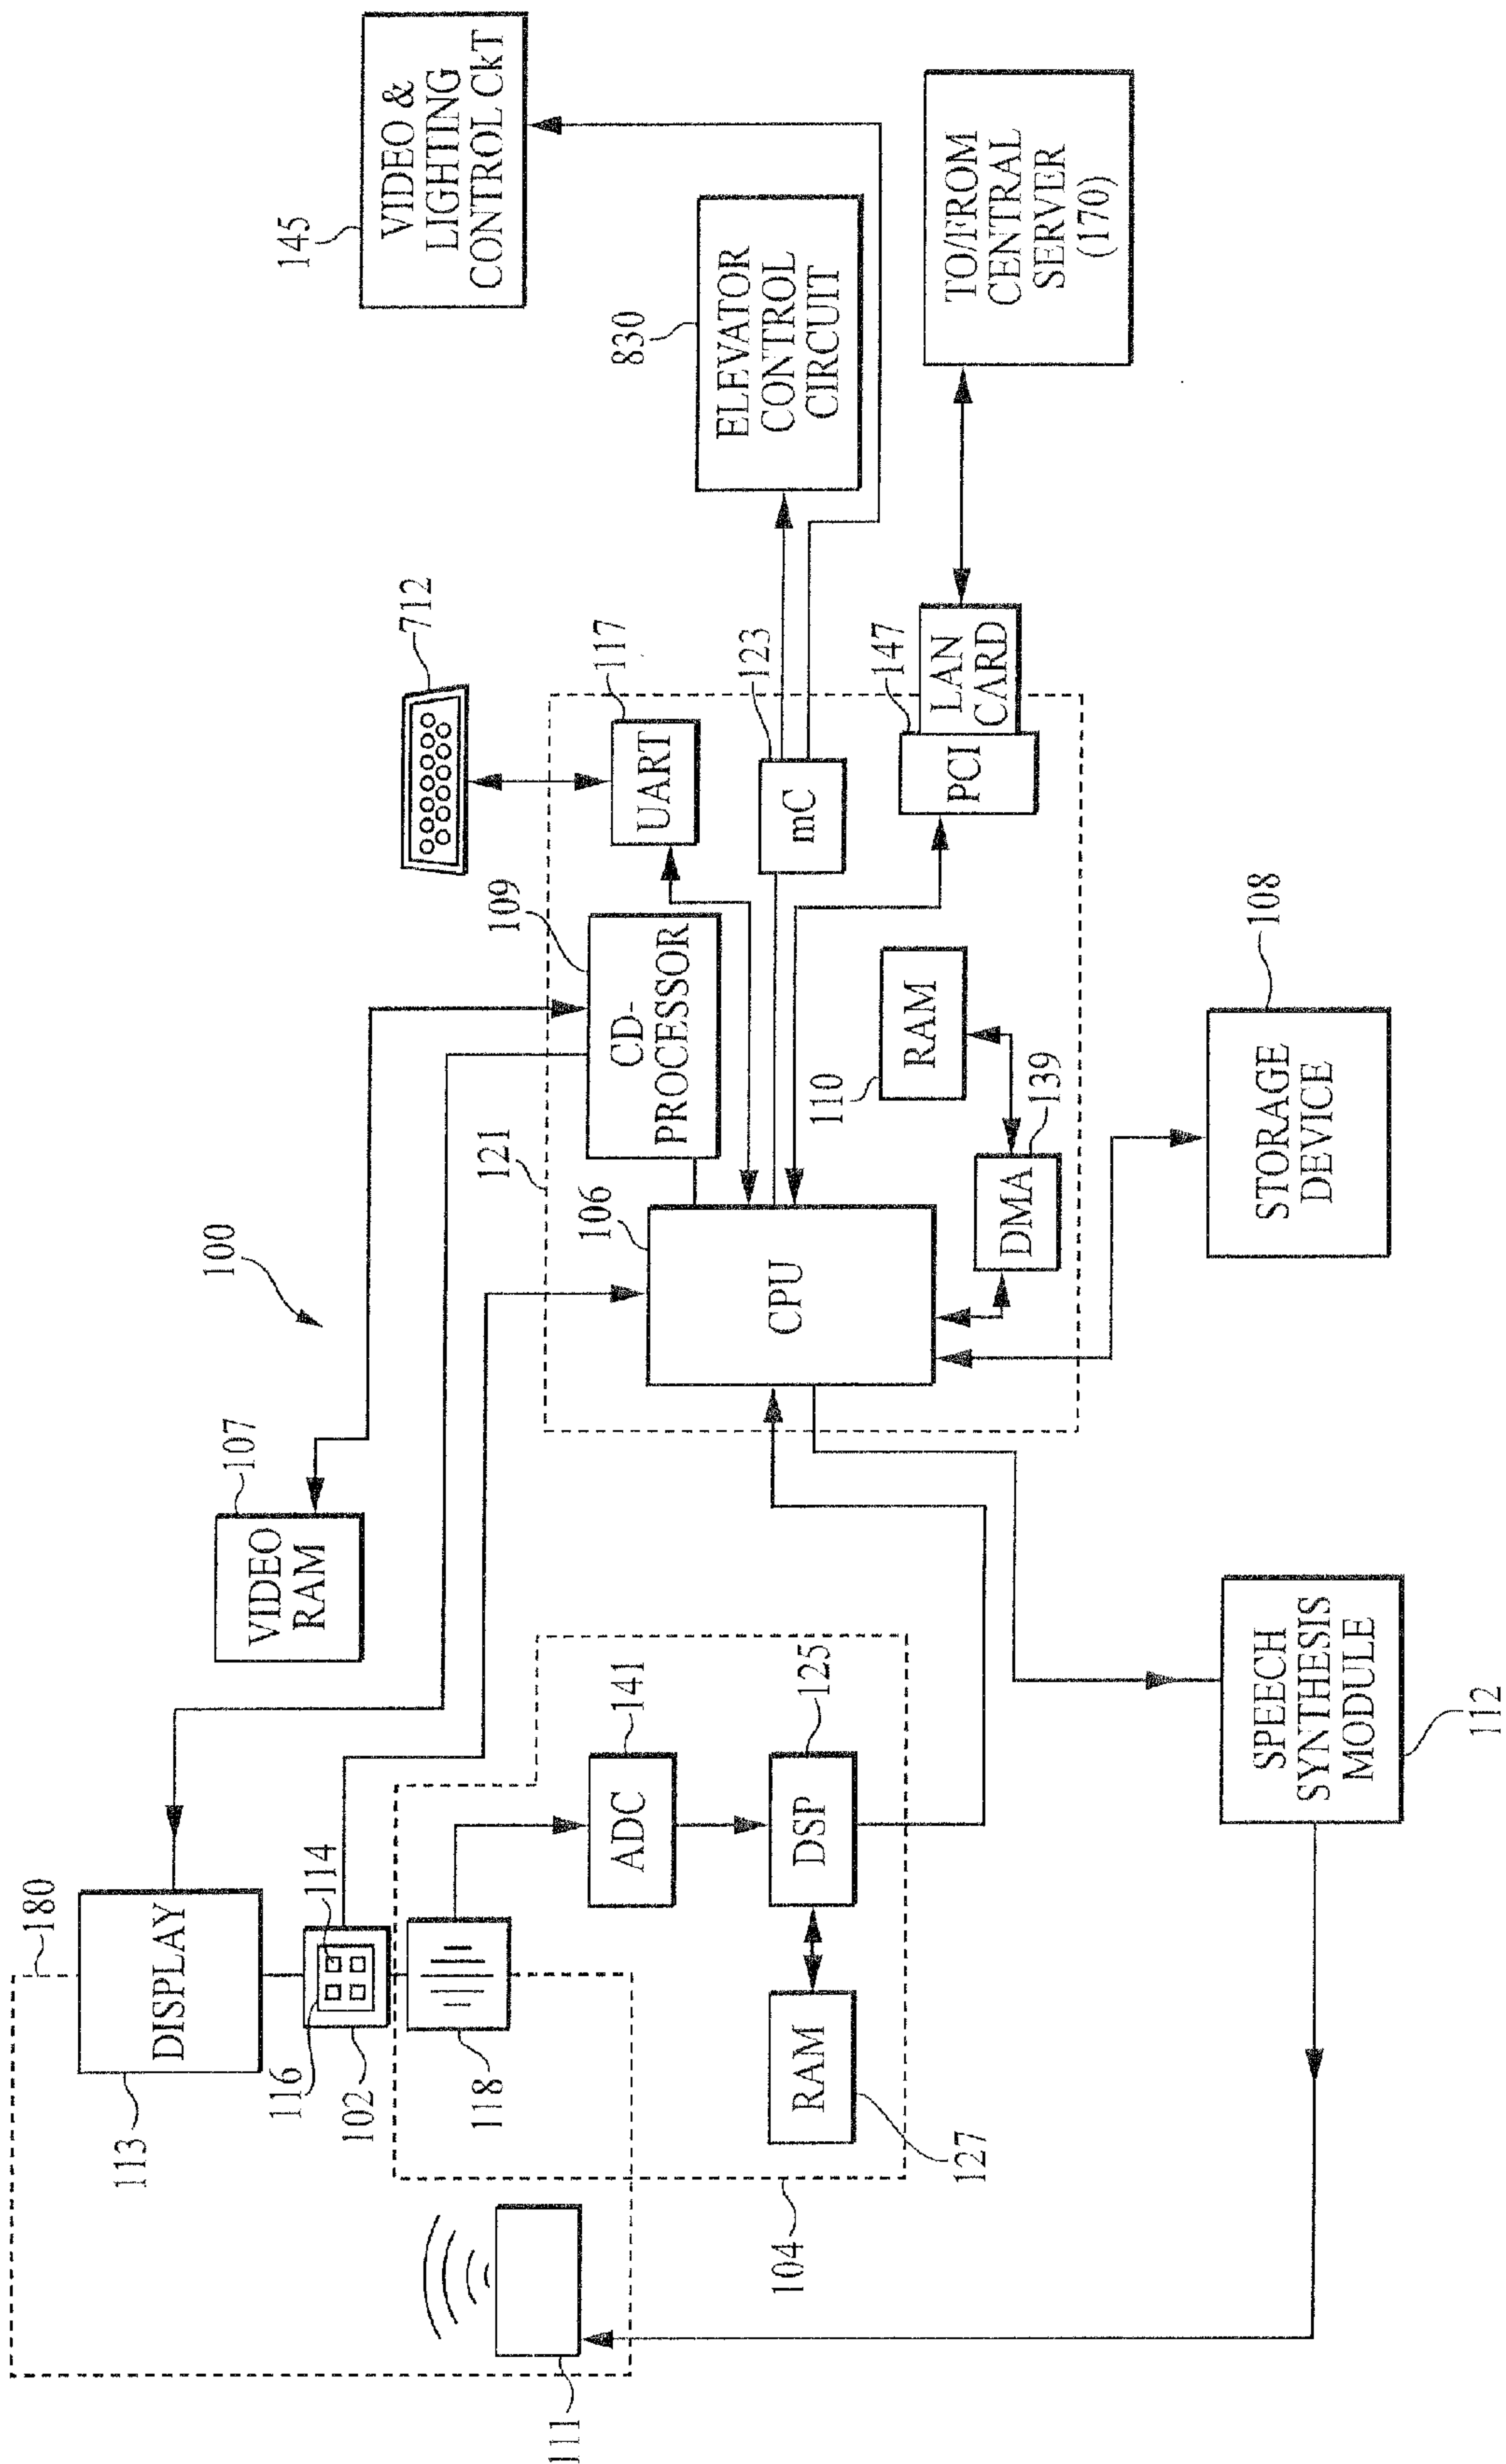 180
DISPLAY
113
114
116
102
118
111
104
ADC
141
DSP
125
RAM
127
VIDEO
RAM
107
100
121
CPU
106
CD-
PROCESSOR
109
UART
117
712
mC
123
PCI
LAN
CARD
147
RAM
110
DMA
139
STORAGE
DEVICE
108
SPEECH
SYNTHESIS
MODULE
112
ELEVATOR
CONTROL
CIRCUIT
830
VIDEO &
LIGHTING
CONTROL CkT
145
TO/FROM
CENTRAL
SERVER
(170)